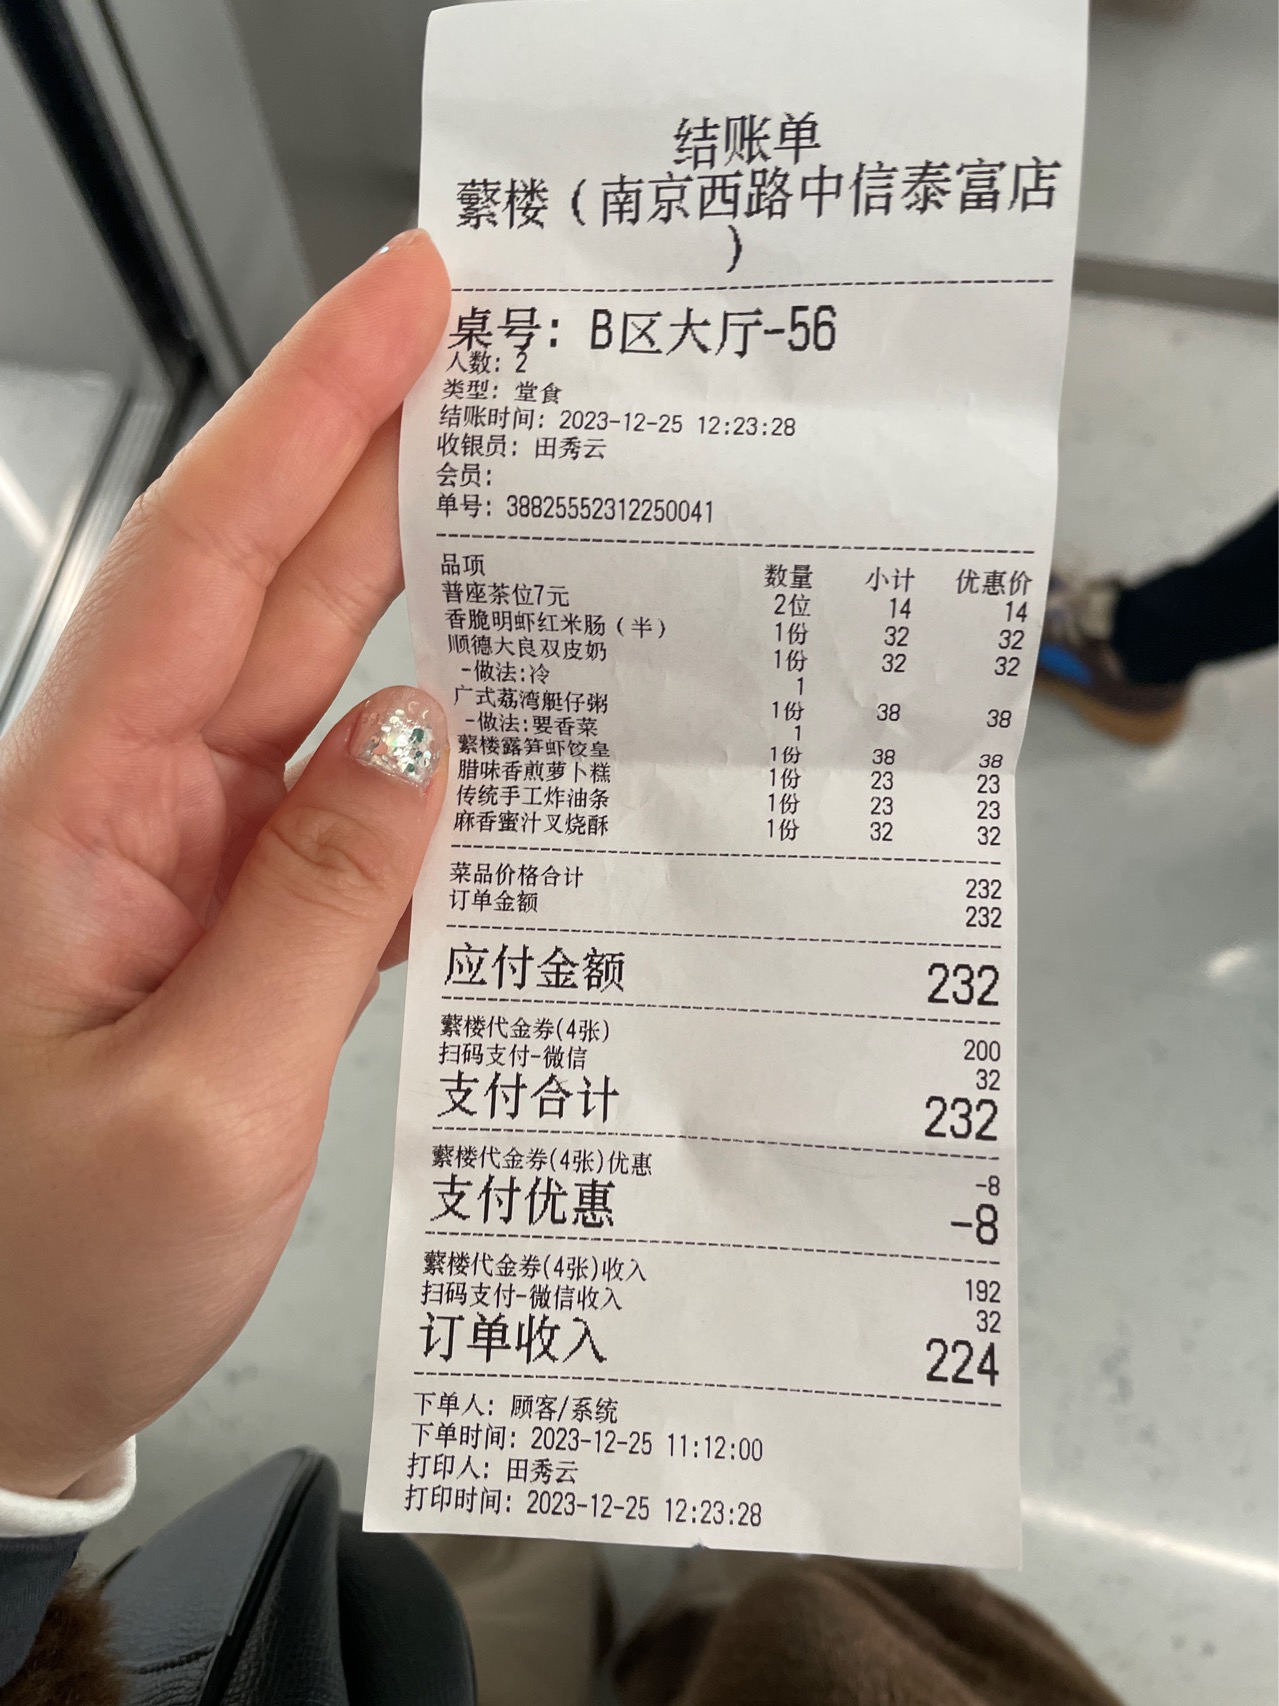 结账单
蘩楼(南京西路中信泰富店
)
桌号: B区大厅-56
人数: 2
类型: 堂食
结账时间: 2023-12-25 12:23:28
收银员: 田秀云
会员:
单号: 38825552312250041
品项 数量 小计 优惠价
普座茶位7元 2位 14 14
香脆明虾红米肠(半) 1份 32 32
顺德大良双皮奶 1份 32 32
-做法:冷 1
广式荔湾艇仔粥 1份 38 38
-做法:要香菜 1
蘩楼露笋虾饺皇 1份 38 38
腊味香煎萝卜糕 1份 23 23
传统手工炸油条 1份 23 23
麻香蜜汁叉烧酥 1份 32 32
菜品价格合计 232
订单金额 232
应付金额 232
蘩楼代金券(4张) 200
扫码支付-微信 32
支付合计 232
蘩楼代金券(4张)优惠 -8
支付优惠 -8
蘩楼代金券(4张)收入 192
扫码支付-微信收入 32
订单收入 224
下单人: 顾客/系统
下单时间: 2023-12-25 11:12:00
打印人: 田秀云
打印时间: 2023-12-25 12:23:28